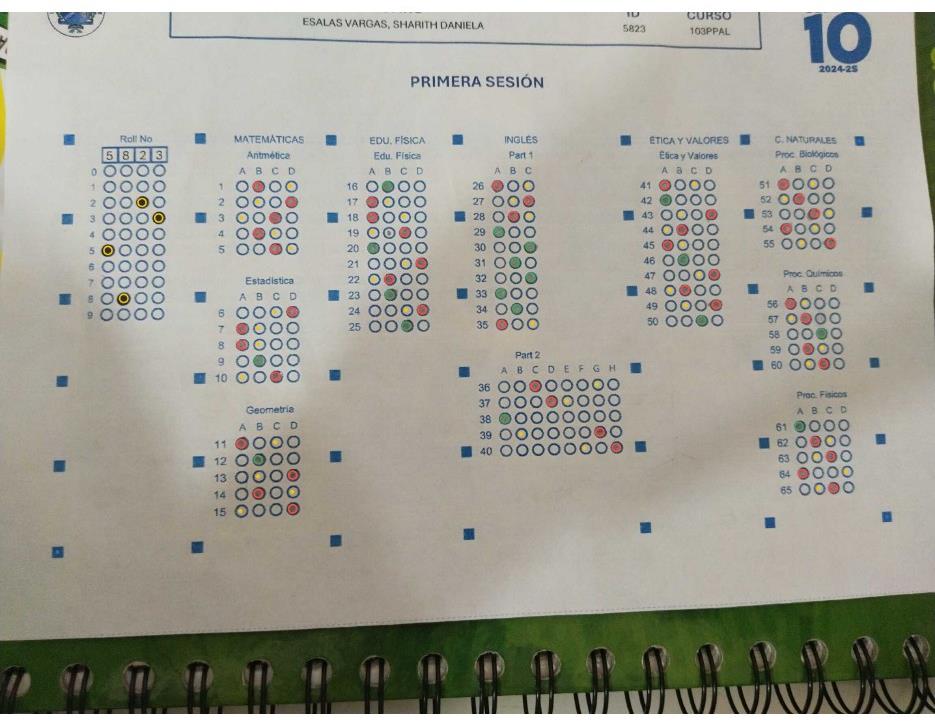 ID CURSO
ESALAS VARGAS, SHARITH DANIELA 5823 103PPAL
10
2024-2S
PRIMERA SESIÓN
Roll No
5 8 2 3
0
1
2
3
4
5
6
7
8
9
MATEMÁTICAS
Aritmética
A B C D
1
2
3
4
5
Estadística
A B C D
6
7
8
9
10
Geometría
A B C D
11
12
13
14
15
EDU. FÍSICA
Edu. Física
A B C D
16
17
18
19
20
21
22
23
24
25
INGLÉS
Part 1
A B C
26
27
28
29
30
31
32
33
34
35
Part 2
A B C D E F G H
36
37
38
39
40
ÉTICA Y VALORES
Ética y Valores
A B C D
41
42
43
44
45
46
47
48
49
50
C. NATURALES
Proc. Biológicos
A B C D
51
52
53
54
55
Proc. Químicos
A B C D
56
57
58
59
60
Proc. Físicos
A B C D
61
62
63
64
65